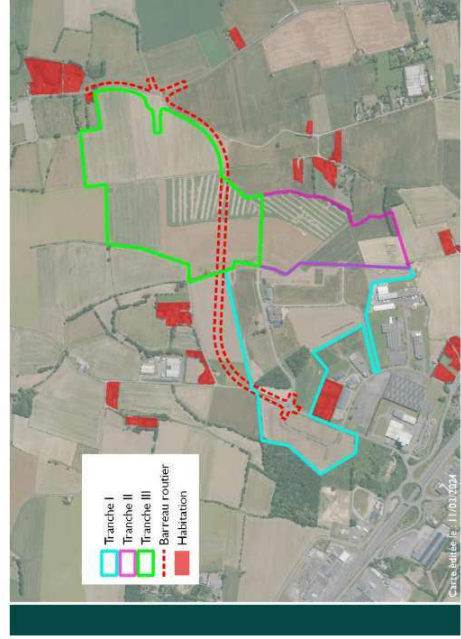 Tranche I
Tranche II
Tranche III
Barreau routier
Habitation
Carte éditée le : 11/03/2024